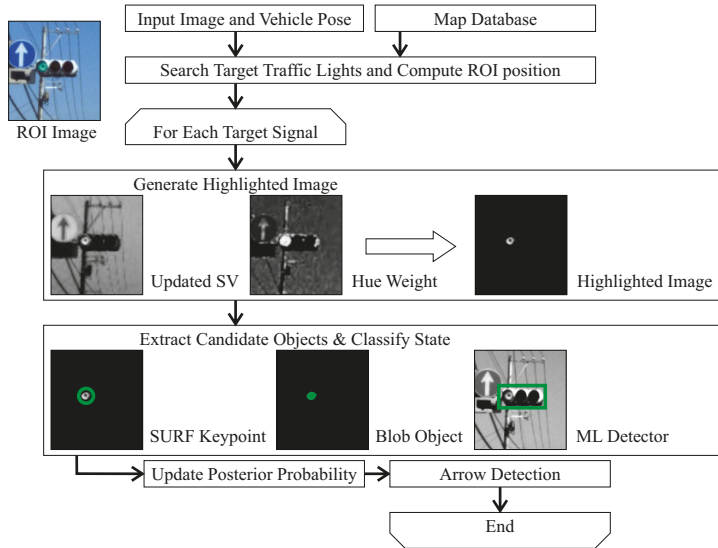 Input Image and Vehicle Pose
Map Database
Search Target Traffic Lights and Compute ROI position
ROI Image
For Each Target Signal
Generate Highlighted Image
Updated SV
Hue Weight
Highlighted Image
Extract Candidate Objects & Classify State
SURF Keypoint
Blob Object
ML Detector
Update Posterior Probability
Arrow Detection
End